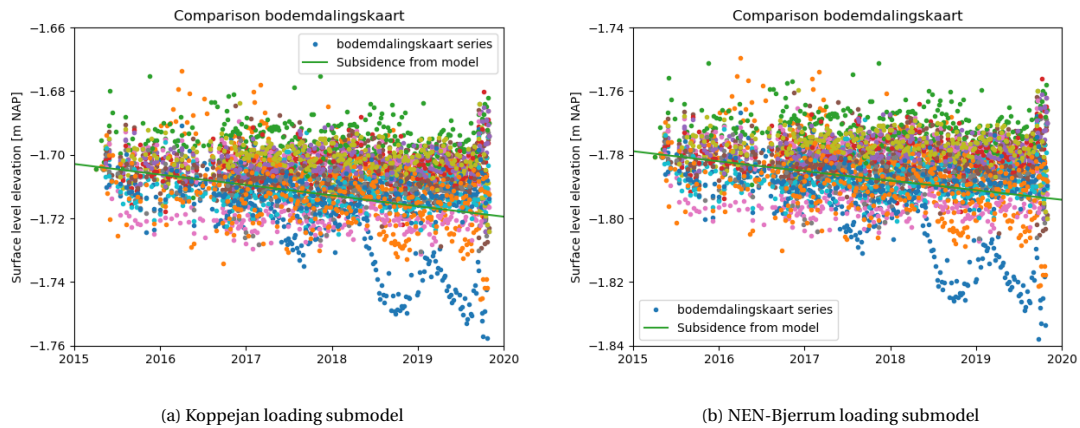 Comparison bodemdalingskaart
−1.66
−1.68
−1.70
−1.72
−1.74
−1.76
Surface level elevation [m NAP]
bodemdalingskaart series
Subsidence from model
2015 2016 2017 2018 2019 2020
(a) Koppejan loading submodel
Comparison bodemdalingskaart
−1.74
−1.76
−1.78
−1.80
−1.82
−1.84
Surface level elevation [m NAP]
bodemdalingskaart series
Subsidence from model
2015 2016 2017 2018 2019 2020
(b) NEN-Bjerrum loading submodel